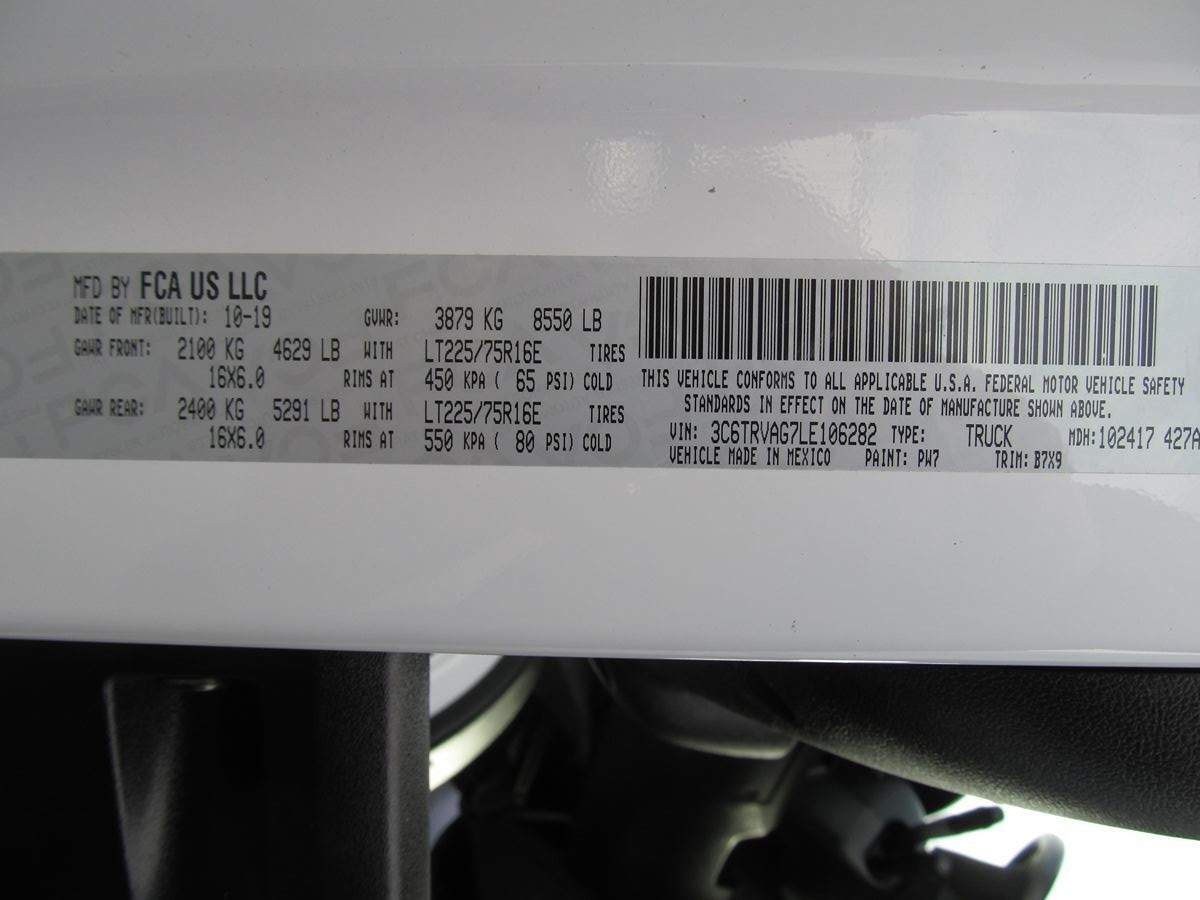 MFD BY FCA US LLC
DATE OF MFR(BUILT): 10-19 GVWR: 3879 KG 8550 LB
GAWR FRONT: 2100 KG 4629 LB WITH LT225/75R16E TIRES
16X6.0 RIMS AT 450 KPA ( 65 PSI) COLD
GAWR REAR: 2400 KG 5291 LB WITH LT225/75R16E TIRES
16X6.0 RIMS AT 550 KPA ( 80 PSI) COLD
THIS VEHICLE CONFORMS TO ALL APPLICABLE U.S.A. FEDERAL MOTOR VEHICLE SAFETY
STANDARDS IN EFFECT ON THE DATE OF MANUFACTURE SHOWN ABOVE.
VIN: 3C6TRVAG7LE106282 TYPE: TRUCK MDH:102417 427A
VEHICLE MADE IN MEXICO PAINT: PW7 TRIM: B7X9